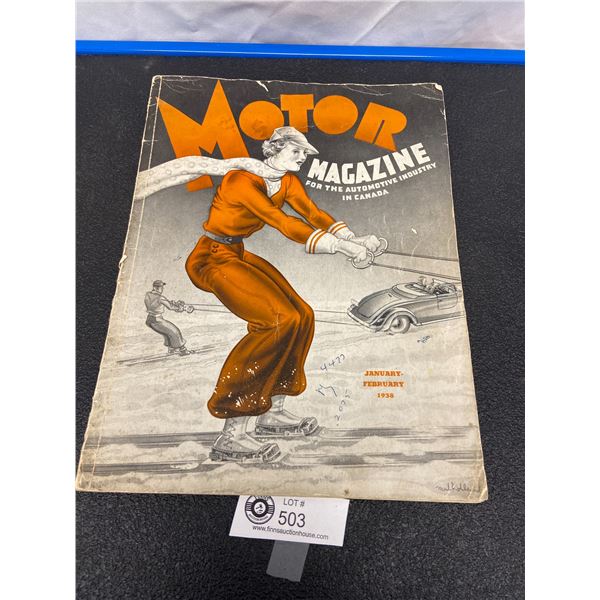 MOTOR
MAGAZINE
FOR THE AUTOMOTIVE INDUSTRY
IN CANADA
JANUARY-
FEBRUARY
1938
LOT #
503
www.finnsauctionhouse.com